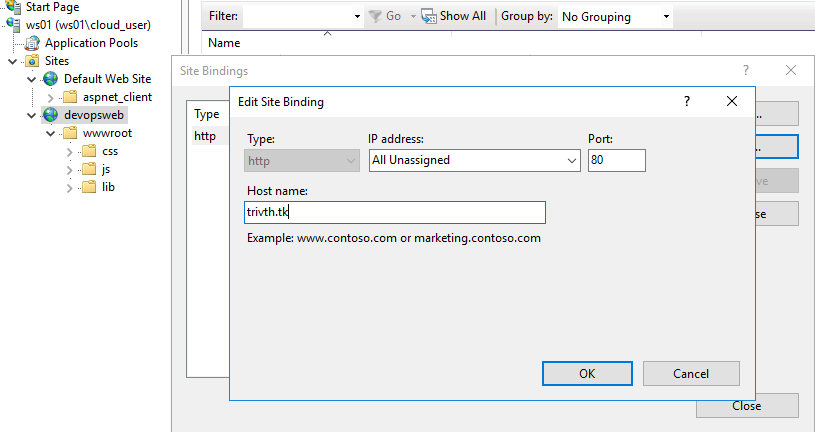 Start Page
ws01 (ws01\cloud_user)
Application Pools
Sites
Default Web Site
aspnet_client
devopsweb
wwwroot
css
js
lib
Filter: Go Show All Group by: No Grouping
Name
Site Bindings ? ×
Type
http
...
...
Close
Edit Site Binding ? ×
Type: IP address: Port:
http All Unassigned 80
Host name:
trivth.tk
Example: www.contoso.com or marketing.contoso.com
OK Cancel